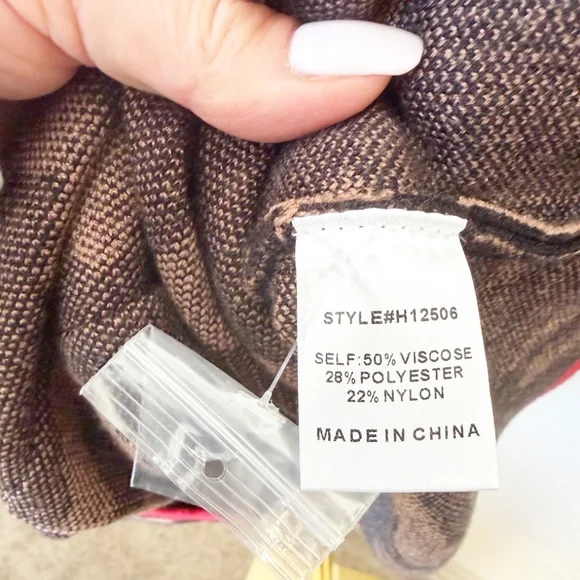 STYLE#H12506
SELF:50% VISCOSE
28% POLYESTER
22% NYLON
MADE IN CHINA